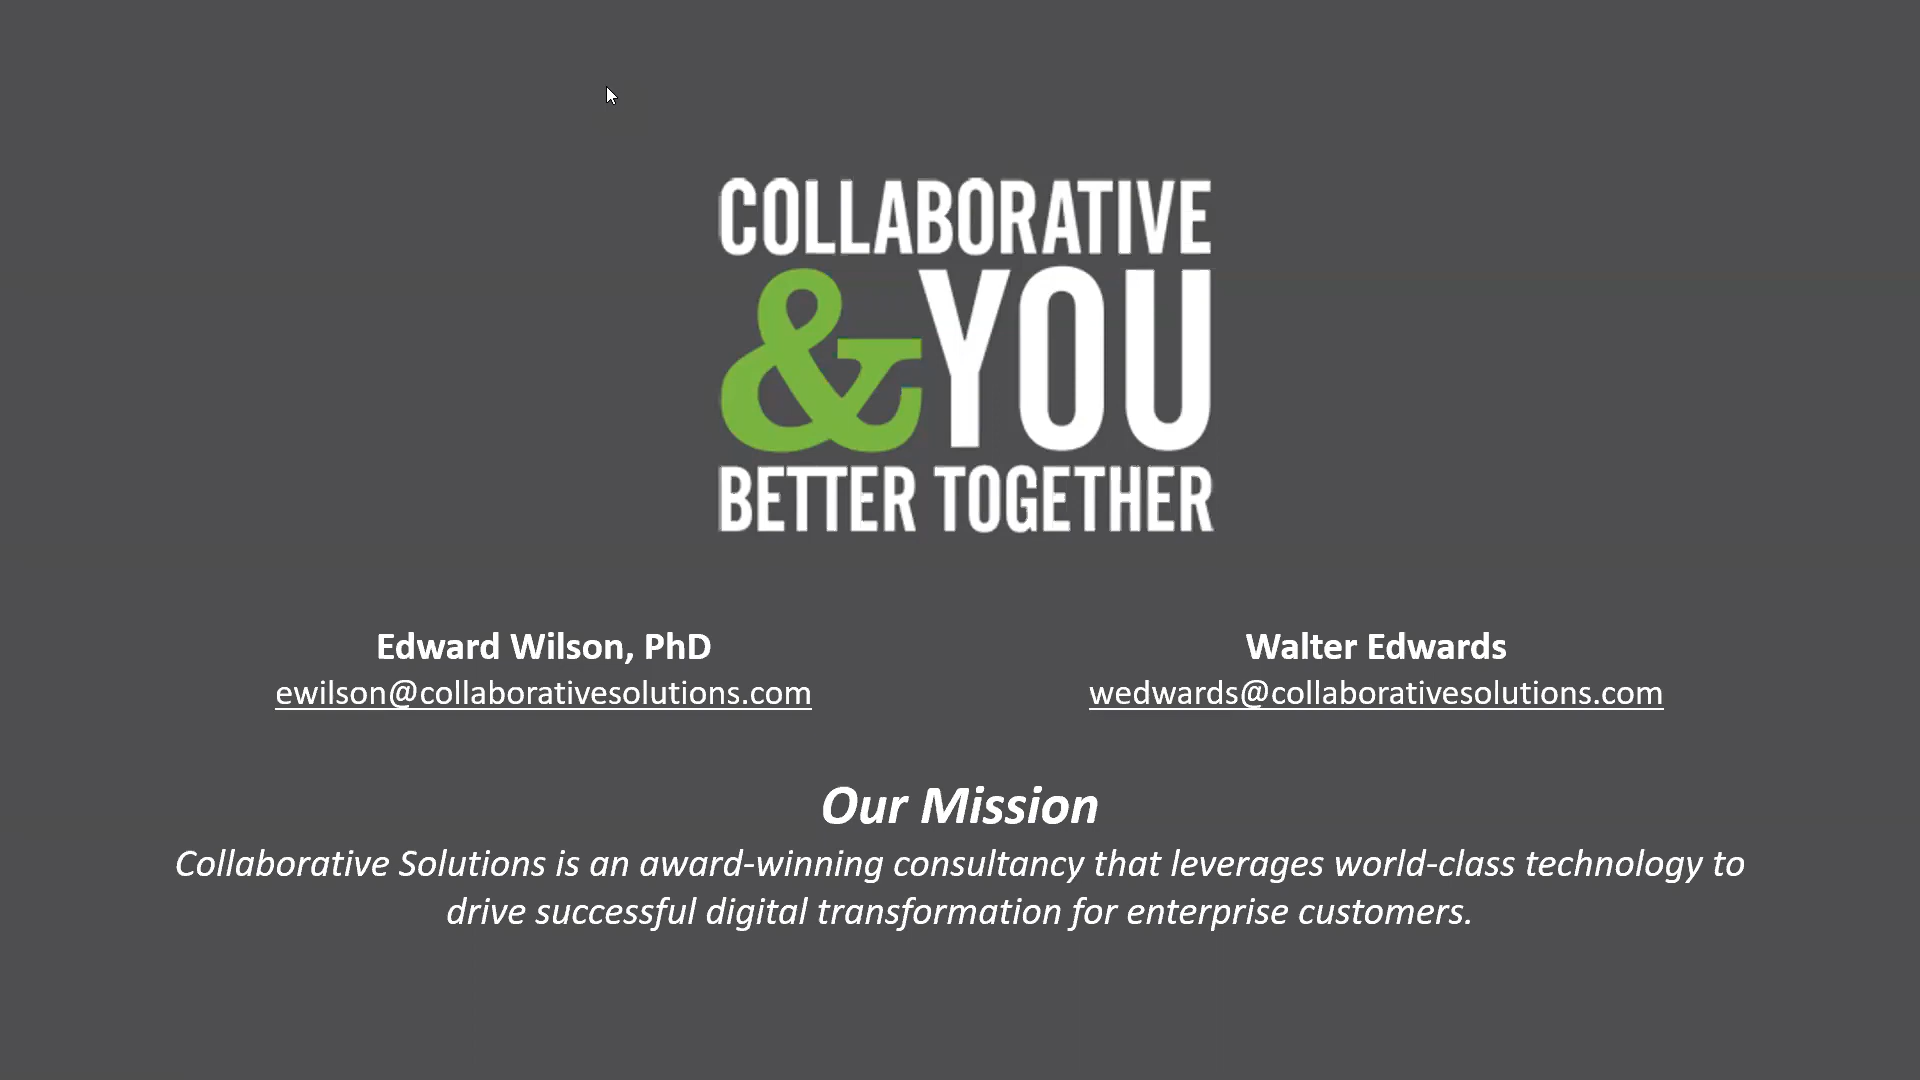 COLLABORATIVE
& YOU
BETTER TOGETHER
Edward Wilson, PhD
ewilson@collaborativesolutions.com
Walter Edwards
wedwards@collaborativesolutions.com
Our Mission
Collaborative Solutions is an award-winning consultancy that leverages world-class technology to
drive successful digital transformation for enterprise customers.